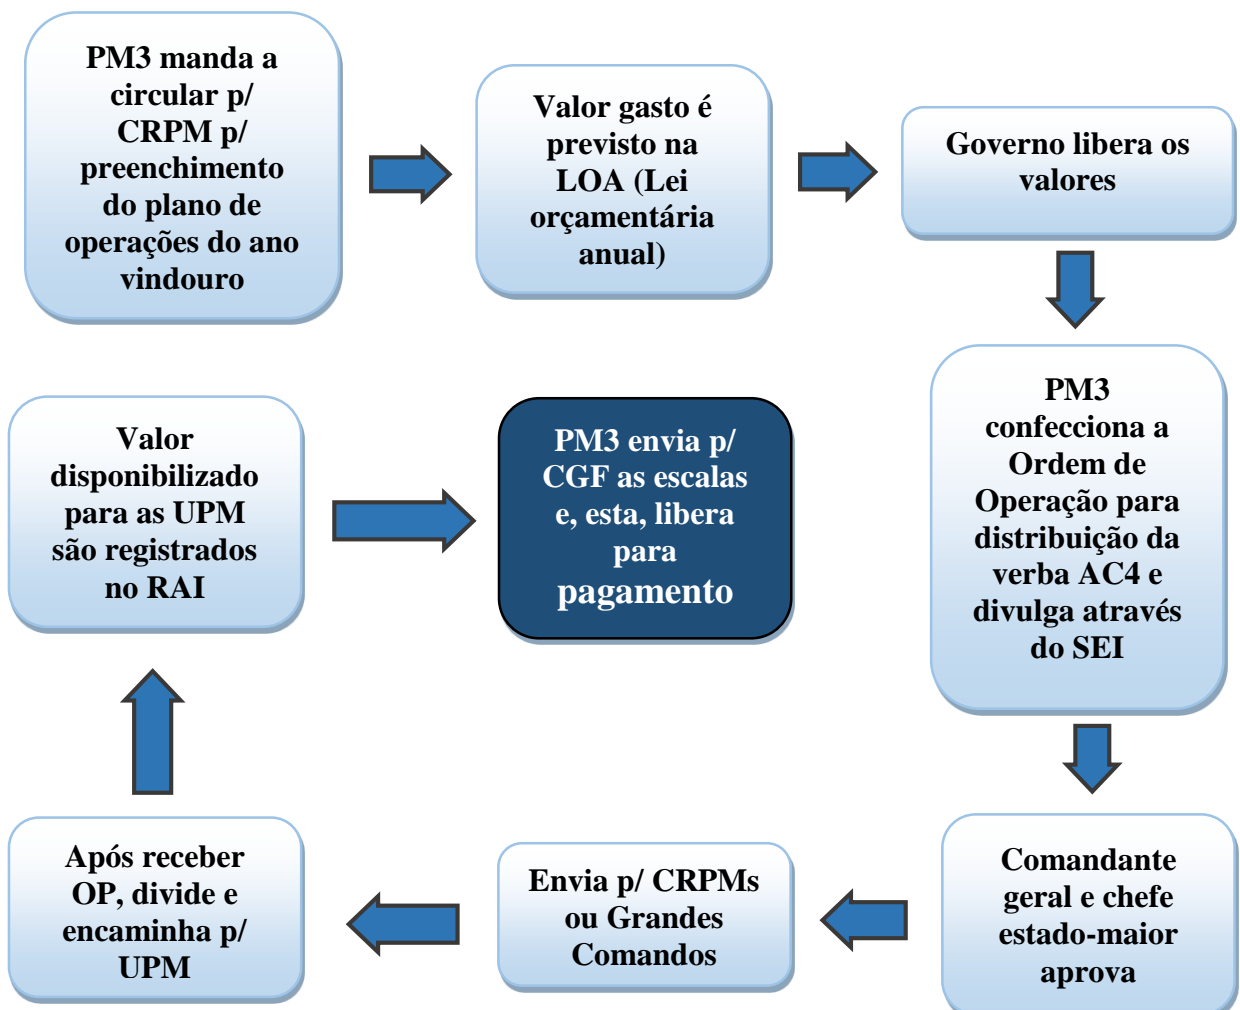 PM3 manda a
circular p/
CRPM p/
preenchimento
do plano de
operações do ano
vindouro
Valor gasto é
previsto na
LOA (Lei
orçamentária
anual)
Governo libera os
valores
PM3
confecciona a
Ordem de
Operação para
distribuição da
verba AC4 e
divulga através
do SEI
Comandante
geral e chefe
estado-maior
aprova
Envia p/ CRPMs
ou Grandes
Comandos
Após receber
OP, divide e
encaminha p/
UPM
Valor
disponibilizado
para as UPM
são registrados
no RAI
PM3 envia p/
CGF as escalas
e, esta, libera
para
pagamento